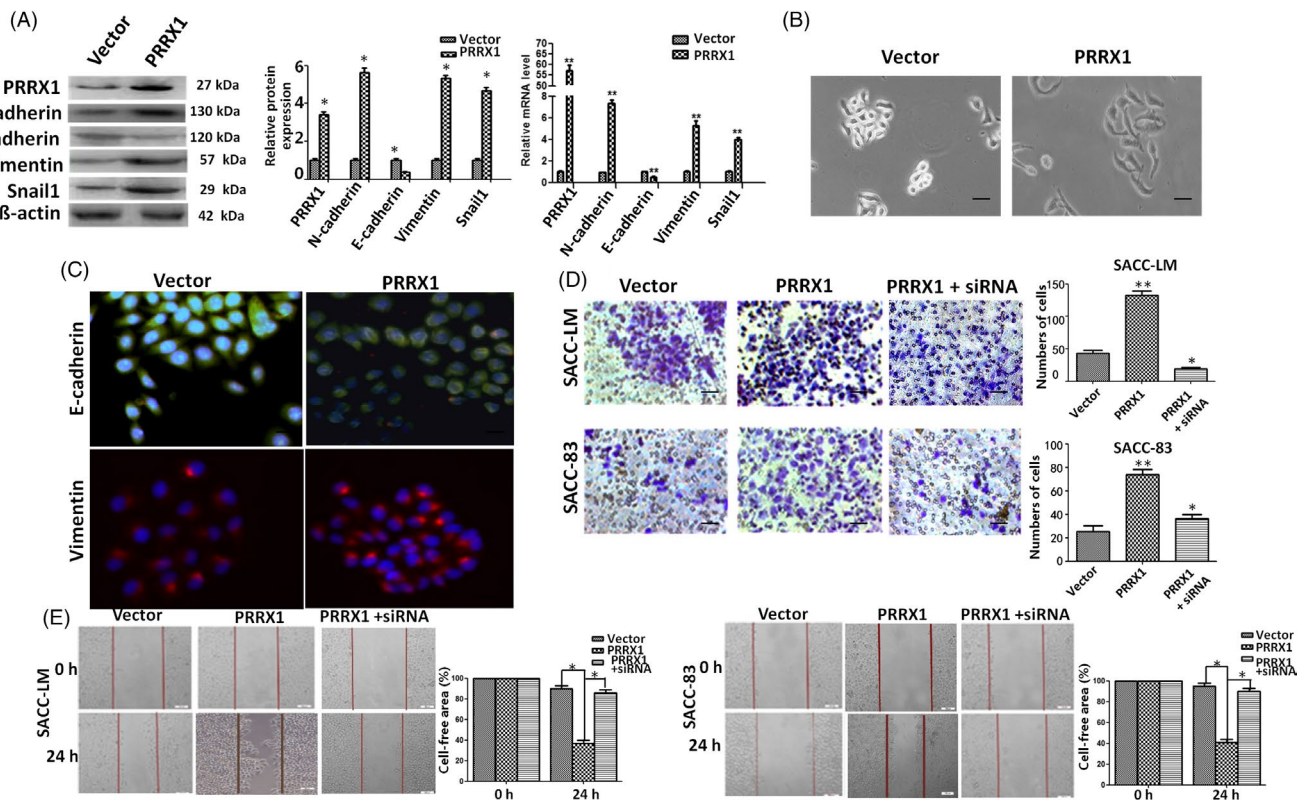 (A)
Vector
PRRX1
PRRX1
27 kDa
adherin
130 kDa
dherin
120 kDa
mentin
57 kDa
Snail1
29 kDa
ß-actin
42 kDa
Vector
PRRX1
Relative protein
expression
6
4
2
0
*
*
*
*
*
PRRX1
N-cadherin
E-cadherin
Vimentin
Snail1
Vector
PRRX1
Relative mRNA level
70
65
60
55
50
8
6
4
2
0
**
**
**
**
**
PRRX1
N-cadherin
E-cadherin
Vimentin
Snail1
(B)
Vector
PRRX1
(C)
Vector
PRRX1
E-cadherin
Vimentin
(D)
Vector
PRRX1
PRRX1 + siRNA
SACC-LM
SACC-83
SACC-LM
Numbers of cells
150
100
50
0
**
*
Vector
PRRX1
PRRX1
+ siRNA
SACC-83
Numbers of cells
100
80
60
40
20
0
**
*
Vector
PRRX1
PRRX1
+siRNA
(E)
Vector
PRRX1
PRRX1 +siRNA
SACC-LM
0 h
24 h
Vector
PRRX1
PRRX1
+siRNA
Cell-free area (%)
100
80
60
40
20
0
*
*
0 h
24 h
Vector
PRRX1
PRRX1 +siRNA
SACC-83
0 h
24 h
Vector
PRRX1
PRRX1
+siRNA
Cell-free area (%)
100
80
60
40
20
0
*
*
0 h
24 h